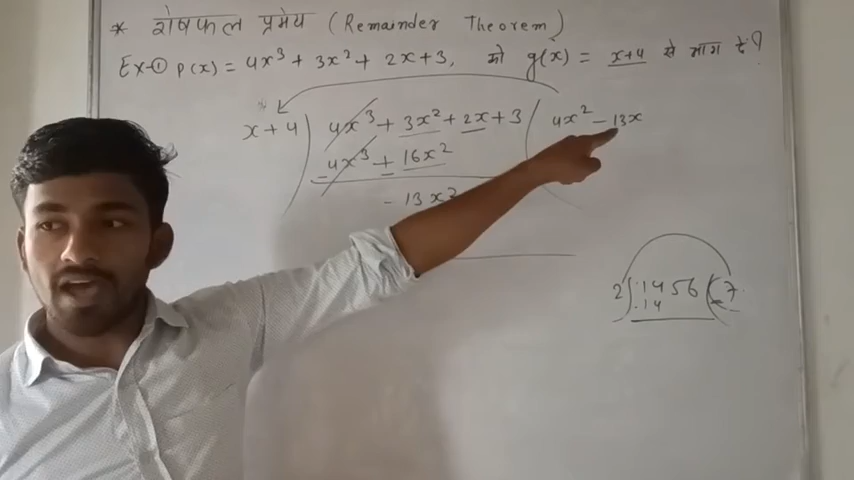 * शेषफल प्रमेय (Remainder Theorem)
Ex-① p(x) = 4x³ + 3x² + 2x + 3, को g(x) = x+4 से भाग दें?
x + 4 ) 4x³ + 3x² + 2x + 3 ( 4x² - 13x
- 4x³ + 16x²
- 13x²
2 ) 1456 ( 7
14